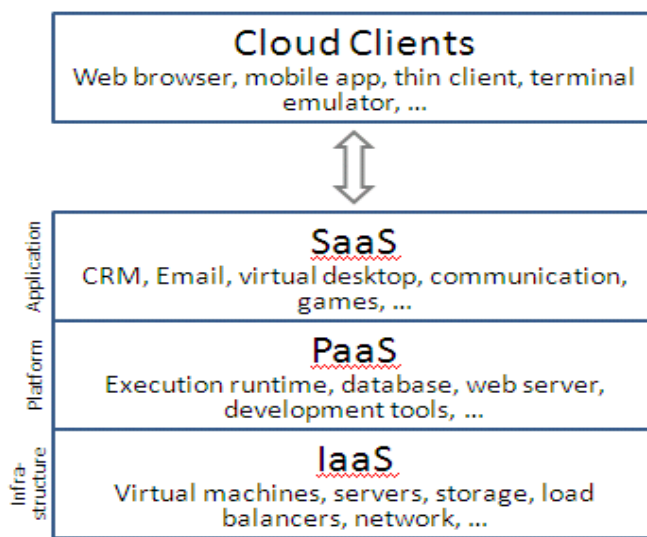 Cloud Clients
Web browser, mobile app, thin client, terminal
emulator, ...
Application
SaaS
CRM, Email, virtual desktop, communication,
games, ...
Platform
PaaS
Execution runtime, database, web server,
development tools, ...
Infra-
structure
IaaS
Virtual machines, servers, storage, load
balancers, network, ...